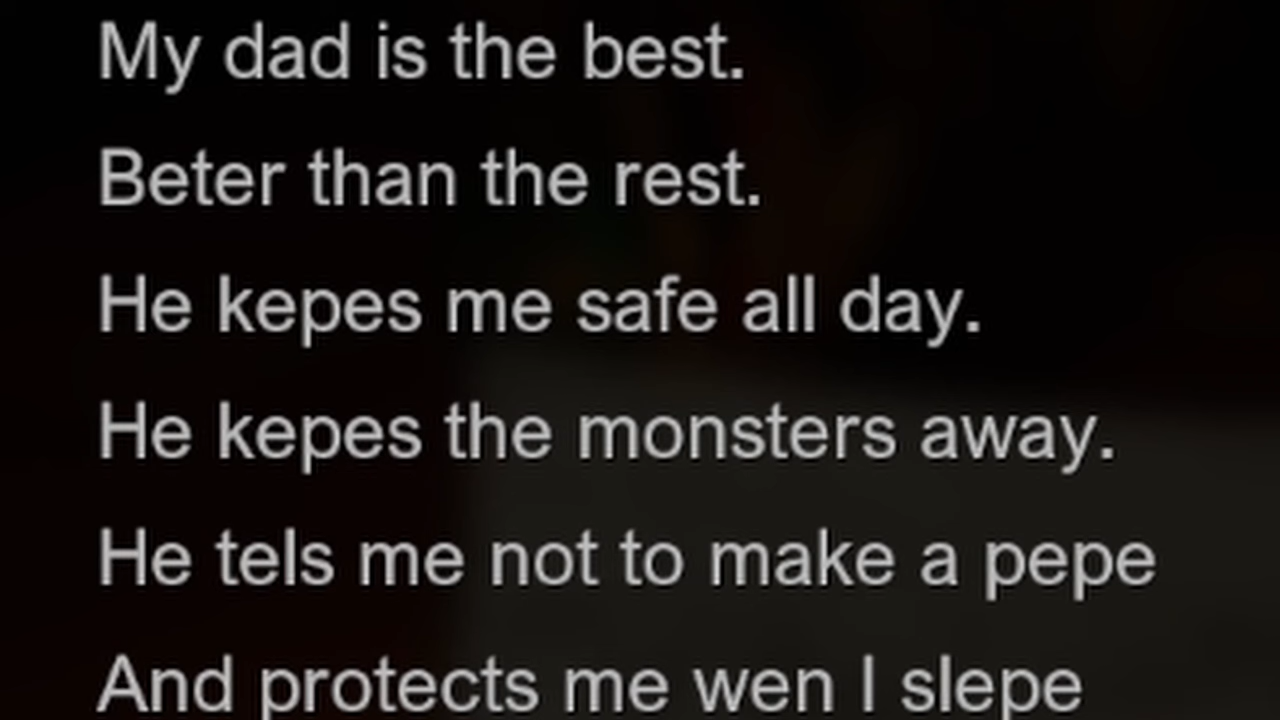 My dad is the best.
Beter than the rest.
He kepes me safe all day.
He kepes the monsters away.
He tels me not to make a pepe
And protects me wen I slepe